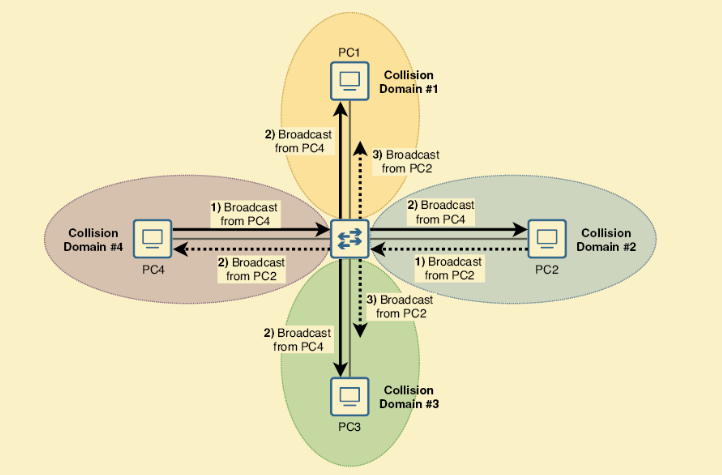 PC1
Collision
Domain #1
2) Broadcast
from PC4
3) Broadcast
from PC2
1) Broadcast
from PC4
2) Broadcast
from PC4
Collision
Domain #4
Collision
Domain #2
PC4
2) Broadcast
from PC2
1) Broadcast
from PC2
PC2
3) Broadcast
from PC2
2) Broadcast
from PC4
Collision
Domain #3
PC3